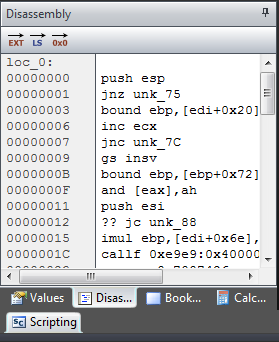 Disassembly
EXT LS 0x0
loc_0:
00000000 push esp
00000001 jnz unk_75
00000003 bound ebp,[edi+0x20]
00000006 inc ecx
00000007 jnc unk_7C
00000009 gs insv
0000000B bound ebp,[ebp+0x72]
0000000F and [eax],ah
00000011 push esi
00000012 ?? jc unk_88
00000015 imul ebp,[edi+0x6e],
0000001C callf 0xe9e9:0x40000
Values Disas... Book... Calc...
Scripting